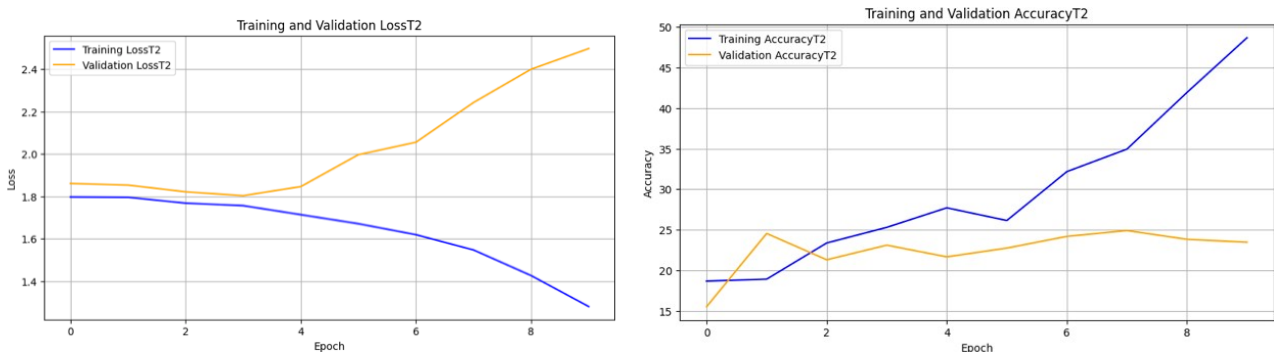 Training and Validation LossT2
Training LossT2
Validation LossT2
2.4
2.2
2.0
1.8
1.6
1.4
Loss
0 2 4 6 8
Epoch
Training and Validation AccuracyT2
Training AccuracyT2
Validation AccuracyT2
50
45
40
35
30
25
20
15
Accuracy
0 2 4 6 8
Epoch